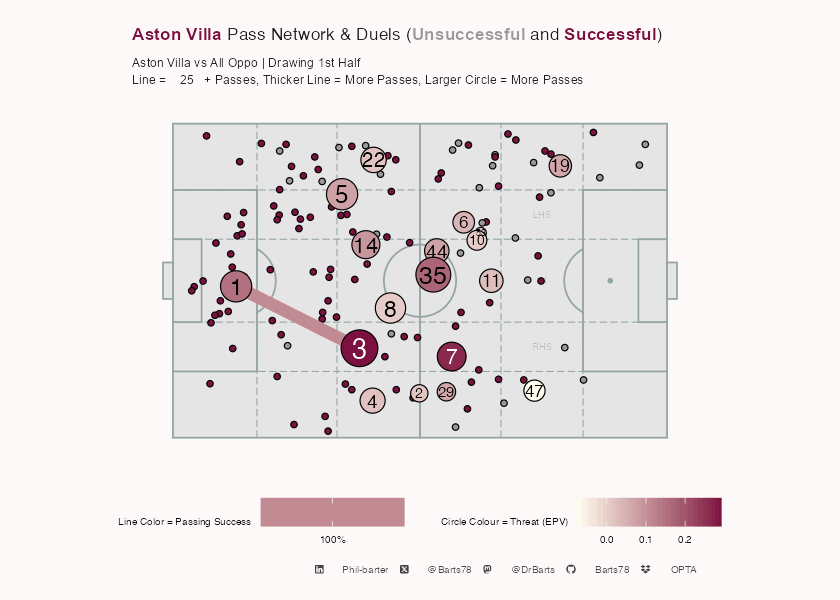 Aston Villa Pass Network & Duels (Unsuccessful and Successful)
Aston Villa vs All Oppo | Drawing 1st Half
Line = 25 + Passes, Thicker Line = More Passes, Larger Circle = More Passes
22
19
5
LHS
6
10
14
44
35
11
1
8
3
RHS
7
47
2
29
4
Line Color = Passing Success
100%
Circle Colour = Threat (EPV)
0.0 0.1 0.2
Phil-barter @Barts78 @DrBarts Barts78 OPTA